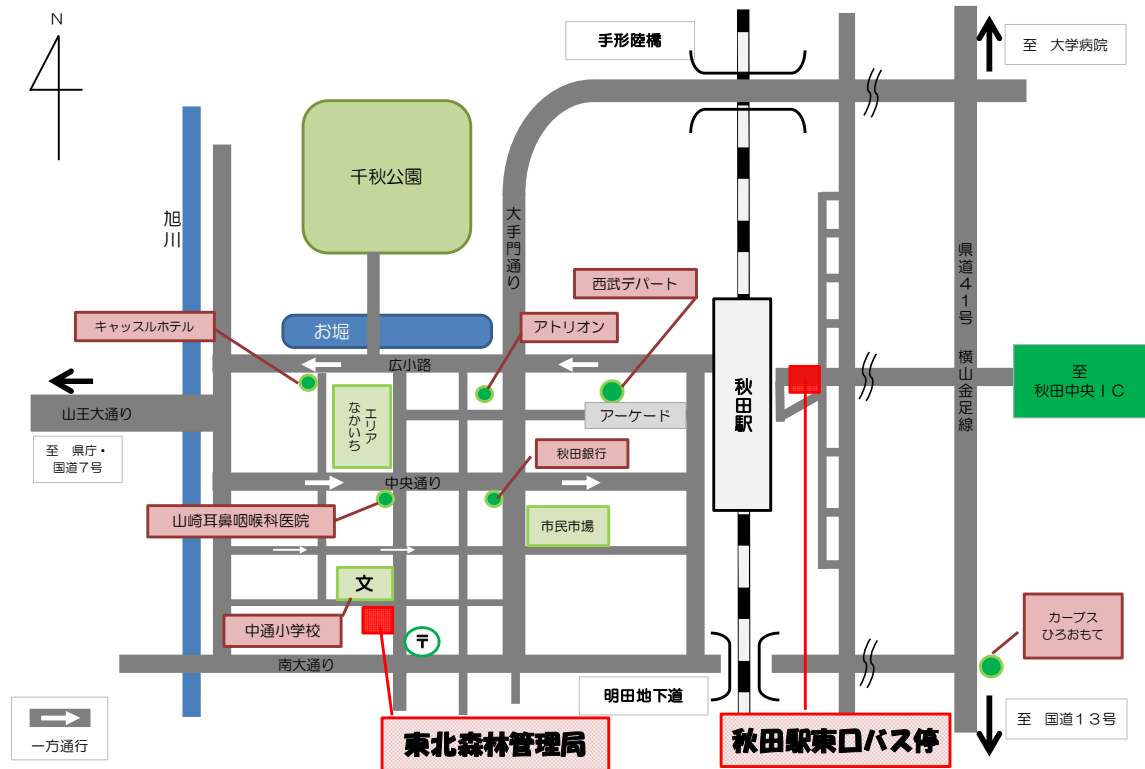 N
手形陸橋
至　大学病院
千秋公園
旭川
大手門通り
県道41号　横山金足線
西武デパート
キャッスルホテル
お堀
アトリオン
広小路
至
秋田中央IC
秋田駅
山王大通り
エリア
なかいち
アーケード
至　県庁・
国道7号
秋田銀行
中央通り
山崎耳鼻咽喉科医院
市民市場
文
中通小学校
〒
カーブス
ひろおもて
南大通り
明田地下道
一方通行
東北森林管理局
秋田駅東口バス停
至　国道13号